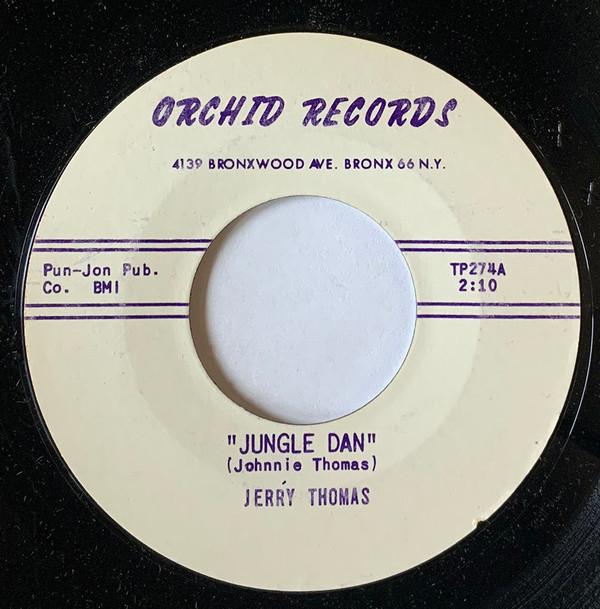 ORCHID RECORDS
4139 BRONXWOOD AVE. BRONX 66 N.Y.
Pun-Jon Pub.
Co. BMI
TP274A
2:10
"JUNGLE DAN"
(Johnnie Thomas)
JERRY THOMAS